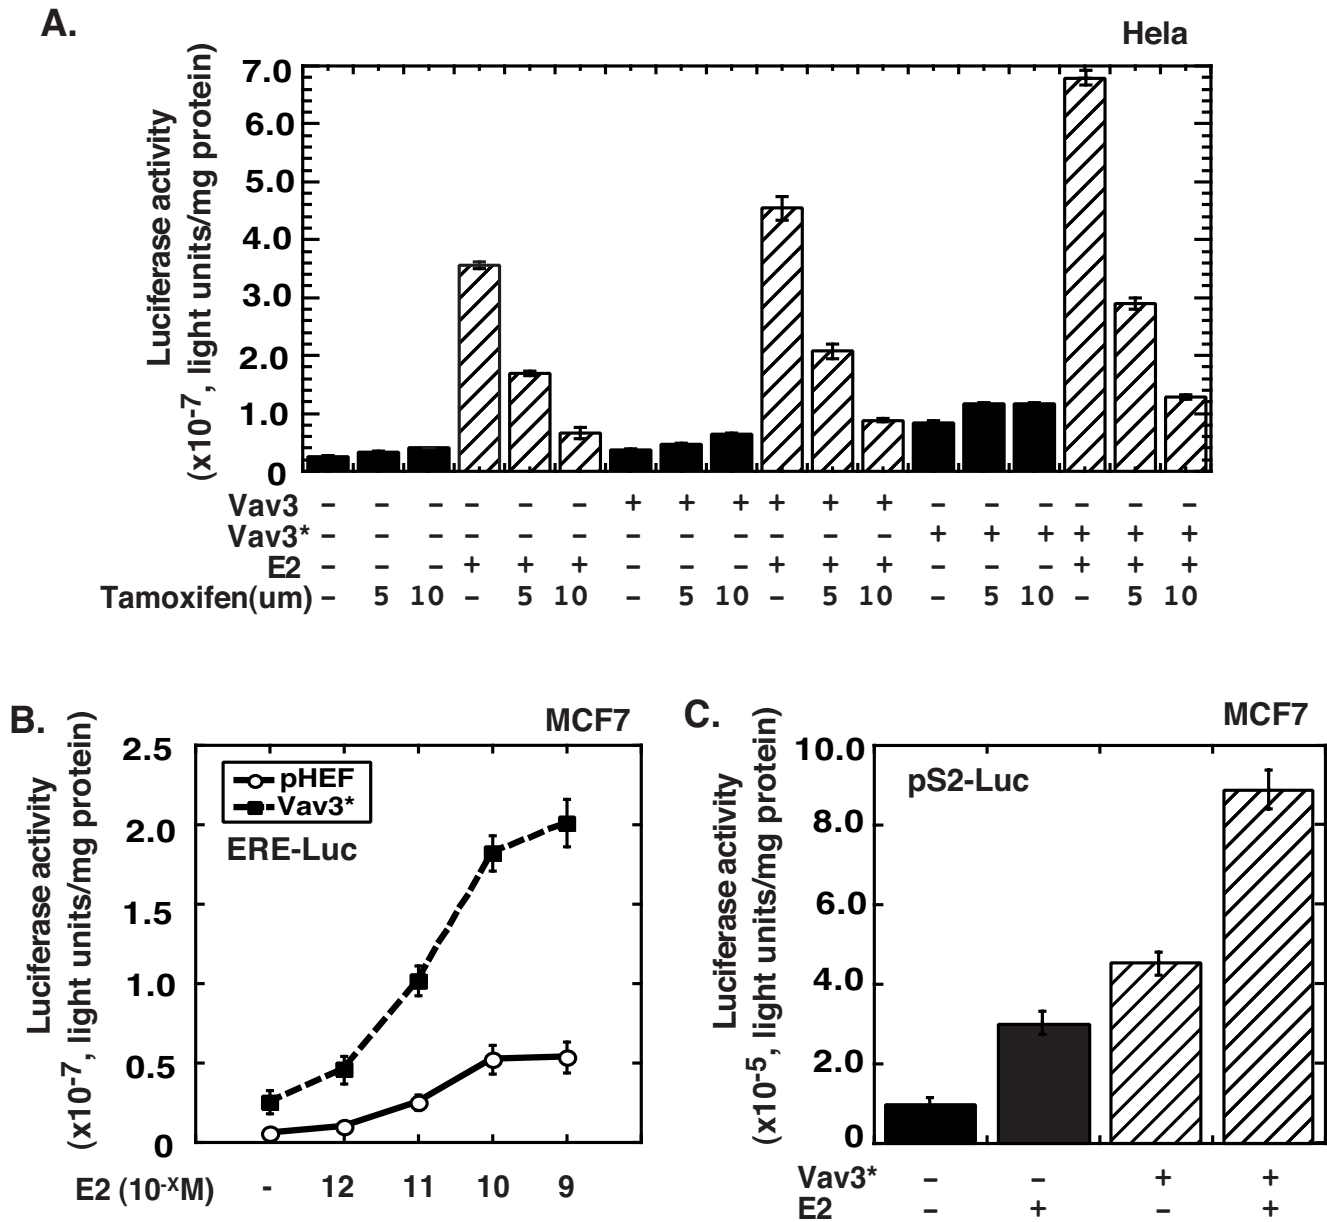 A.
Hela
Luciferase activity
(x10-7, light units/mg protein)
7.0
6.0
5.0
4.0
3.0
2.0
1.0
0
Vav3 – – – – – – + + + + + + – – – – – –
Vav3* – – – – – – – – – – – – + + + + + +
E2 – – – + + + – – – + + + – – – + + +
Tamoxifen(um) – 5 10 – 5 10 – 5 10 – 5 10 – 5 10 – 5 10
B.
MCF7
Luciferase activity
(x10-7, light units/mg protein)
2.5
2.0
1.5
1.0
0.5
0
pHEF
Vav3*
ERE-Luc
E2 (10-XM) - 12 11 10 9
C.
MCF7
Luciferase activity
(x10-5, light units/mg protein)
10.0
8.0
6.0
4.0
2.0
0
pS2-Luc
Vav3* – – + +
E2 – + – +